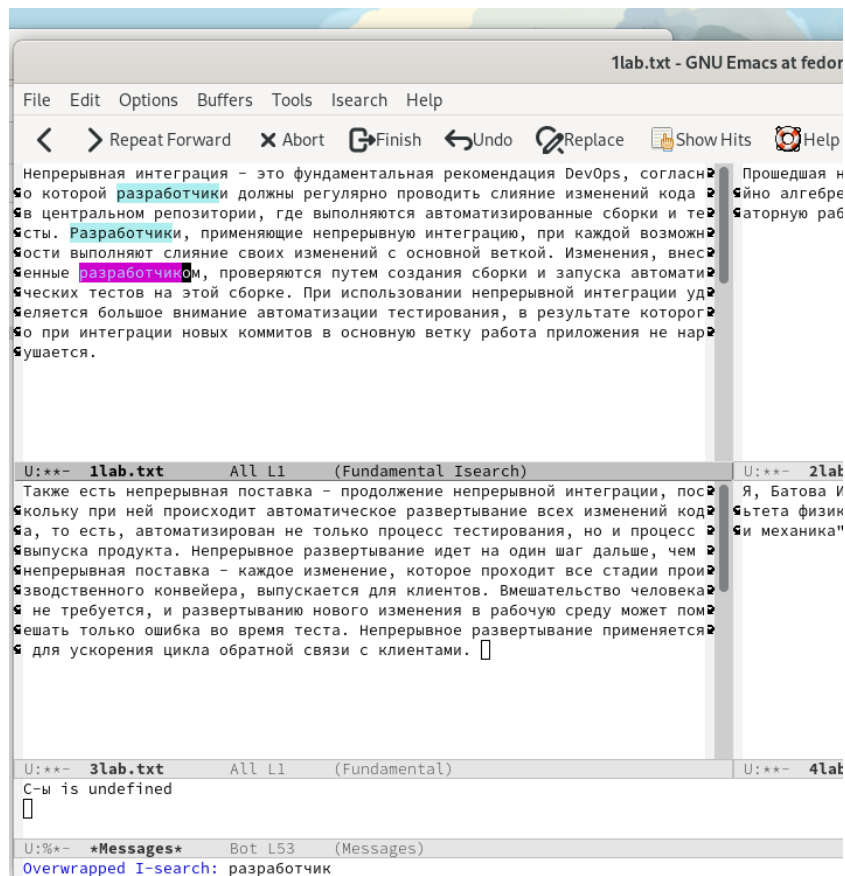 1lab.txt - GNU Emacs at fedor
File Edit Options Buffers Tools Isearch Help
Repeat Forward Abort Finish Undo Replace Show Hits Help
Непрерывная интеграция - это фундаментальная рекомендация DevOps, согласн
о которой разработчики должны регулярно проводить слияние изменений кода
в центральном репозитории, где выполняются автоматизированные сборки и те
сты. Разработчики, применяющие непрерывную интеграцию, при каждой возможн
ости выполняют слияние своих изменений с основной веткой. Изменения, внес
енные разработчиком, проверяются путем создания сборки и запуска автомати
ческих тестов на этой сборке. При использовании непрерывной интеграции уд
еляется большое внимание автоматизации тестирования, в результате которог
о при интеграции новых коммитов в основную ветку работа приложения не нар
ушается.
Прошедшая н
йно алгебре
аторную раб
U:**- 1lab.txt All L1 (Fundamental Isearch)
U:**- 2lab
Также есть непрерывная поставка - продолжение непрерывной интеграции, пос
кольку при ней происходит автоматическое развертывание всех изменений код
а, то есть, автоматизирован не только процесс тестирования, но и процесс
выпуска продукта. Непрерывное развертывание идет на один шаг дальше, чем
непрерывная поставка - каждое изменение, которое проходит все стадии прои
зводственного конвейера, выпускается для клиентов. Вмешательство человека
не требуется, и развертыванию нового изменения в рабочую среду может пом
ешать только ошибка во время теста. Непрерывное развертывание применяется
для ускорения цикла обратной связи с клиентами.
Я, Батова И
ьтета физик
и механика"
U:**- 3lab.txt All L1 (Fundamental)
U:**- 4lab
C-ы is undefined
U:%*- *Messages* Bot L53 (Messages)
Overwrapped I-search: разработчик